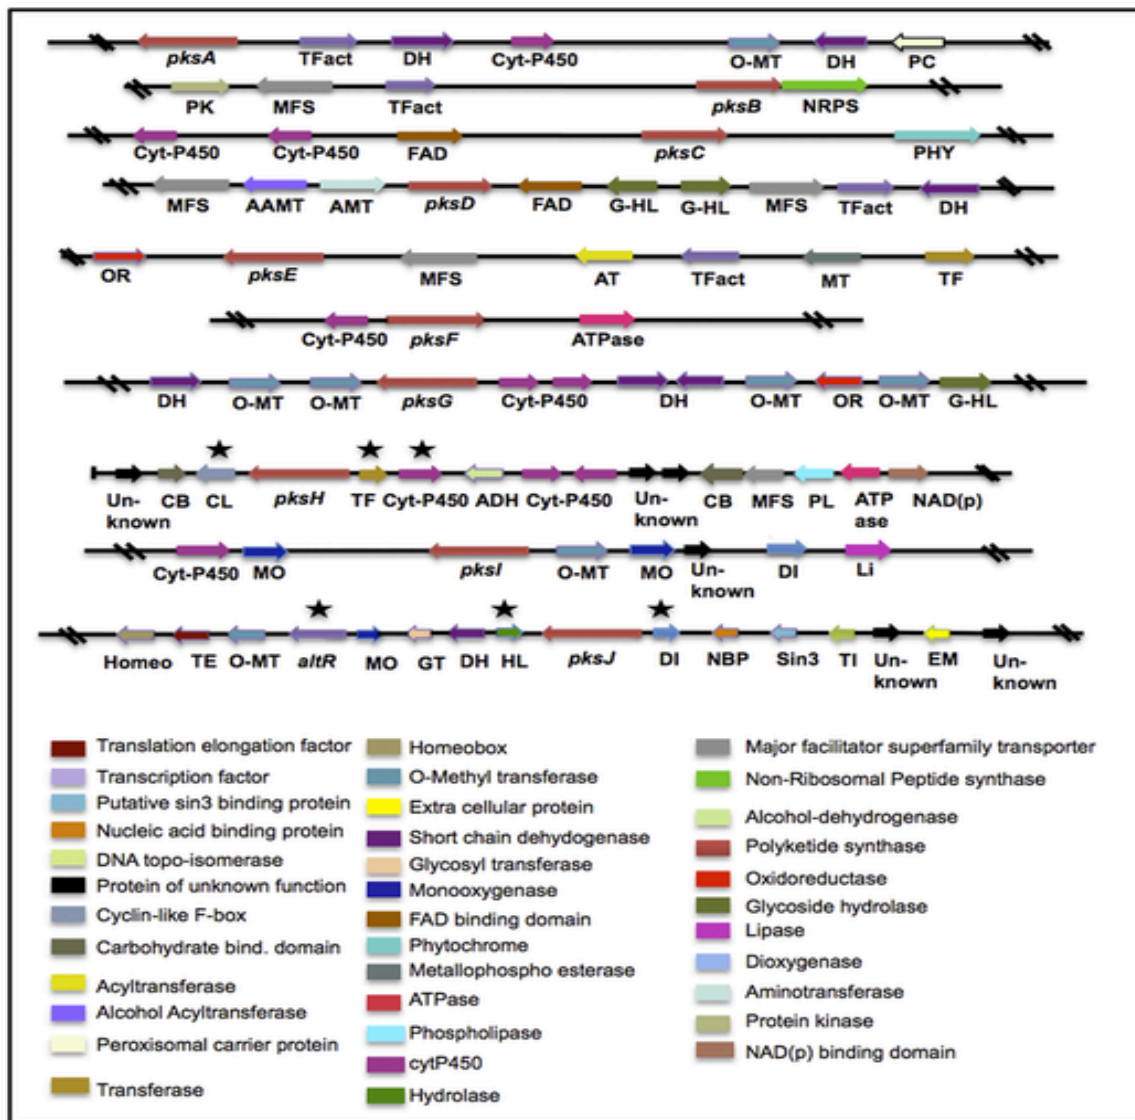 pksA TFact DH Cyt-P450 O-MT DH PC
PK MFS TFact pksB NRPS
Cyt-P450 Cyt-P450 FAD pksC PHY
MFS AAMT AMT pksD FAD G-HL G-HL MFS TFact DH
OR pksE MFS AT TFact MT TF
Cyt-P450 pksF ATPase
DH O-MT O-MT pksG Cyt-P450 DH O-MT OR O-MT G-HL
Un- CB CL pksH TF Cyt-P450 ADH Cyt-P450 Un- CB MFS PL ATP NAD(p)
known known ase
Cyt-P450 MO pksI O-MT MO Un- DI Li
known
Homeo TE O-MT altR MO GT DH HL pksJ DI NBP Sin3 TI Un- EM Un-
known known
Translation elongation factor
Transcription factor
Putative sin3 binding protein
Nucleic acid binding protein
DNA topo-isomerase
Protein of unknown function
Cyclin-like F-box
Carbohydrate bind. domain
Acyltransferase
Alcohol Acyltransferase
Peroxisomal carrier protein
Transferase
Homeobox
O-Methyl transferase
Extra cellular protein
Short chain dehydogenase
Glycosyl transferase
Monooxygenase
FAD binding domain
Phytochrome
Metallophospho esterase
ATPase
Phospholipase
cytP450
Hydrolase
Major facilitator superfamily transporter
Non-Ribosomal Peptide synthase
Alcohol-dehydrogenase
Polyketide synthase
Oxidoreductase
Glycoside hydrolase
Lipase
Dioxygenase
Aminotransferase
Protein kinase
NAD(p) binding domain